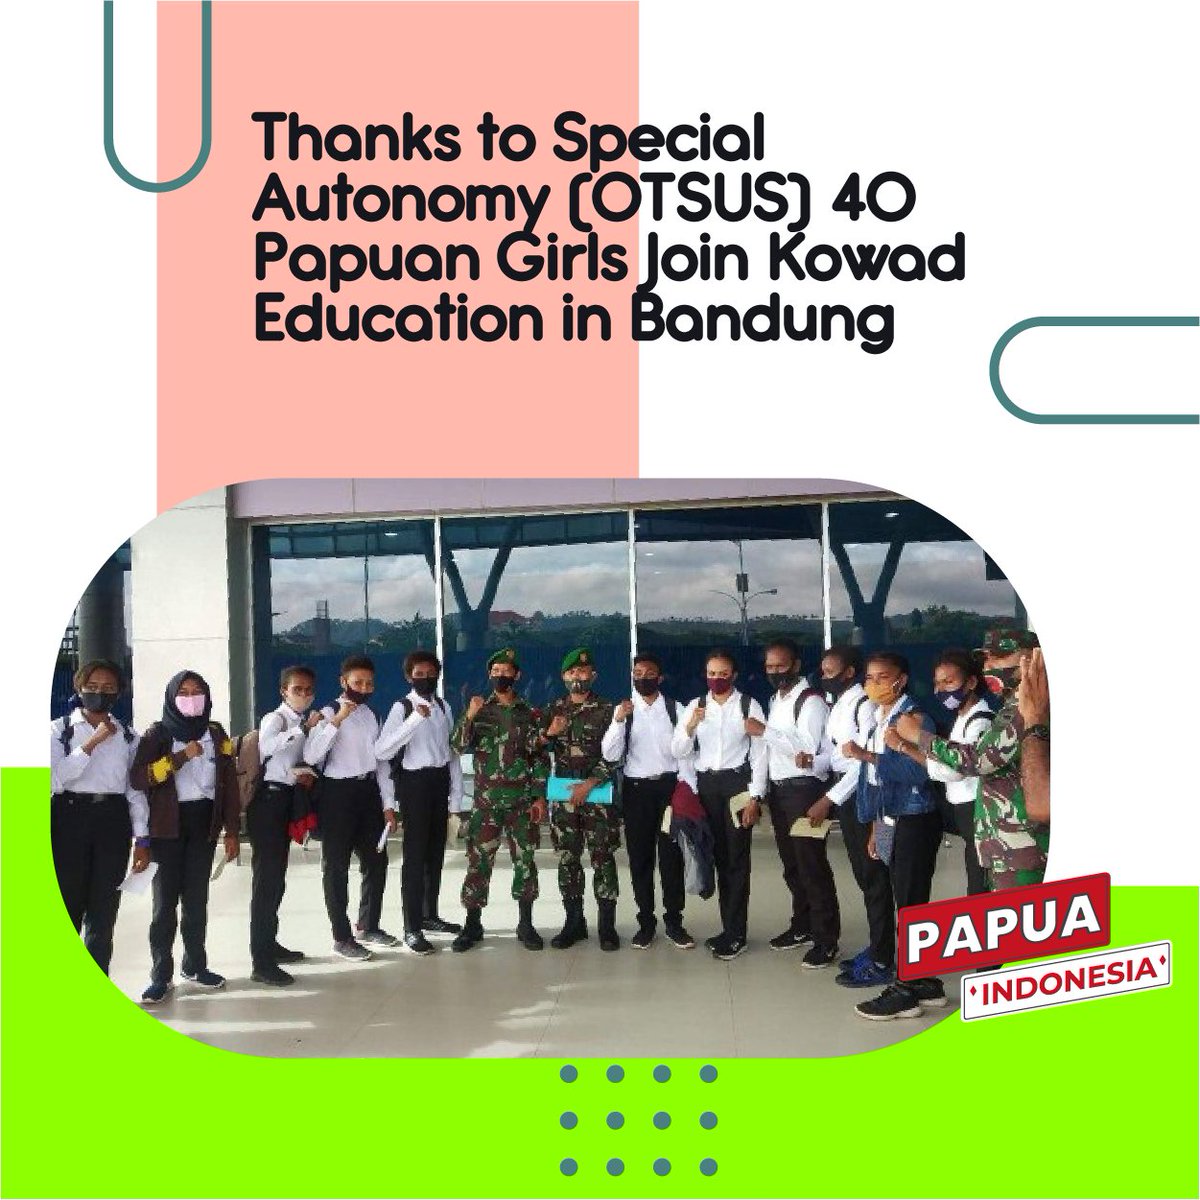 Thanks to Special
Autonomy (OTSUS) 40
Papuan Girls Join Kowad
Education in Bandung
PAPUA
INDONESIA